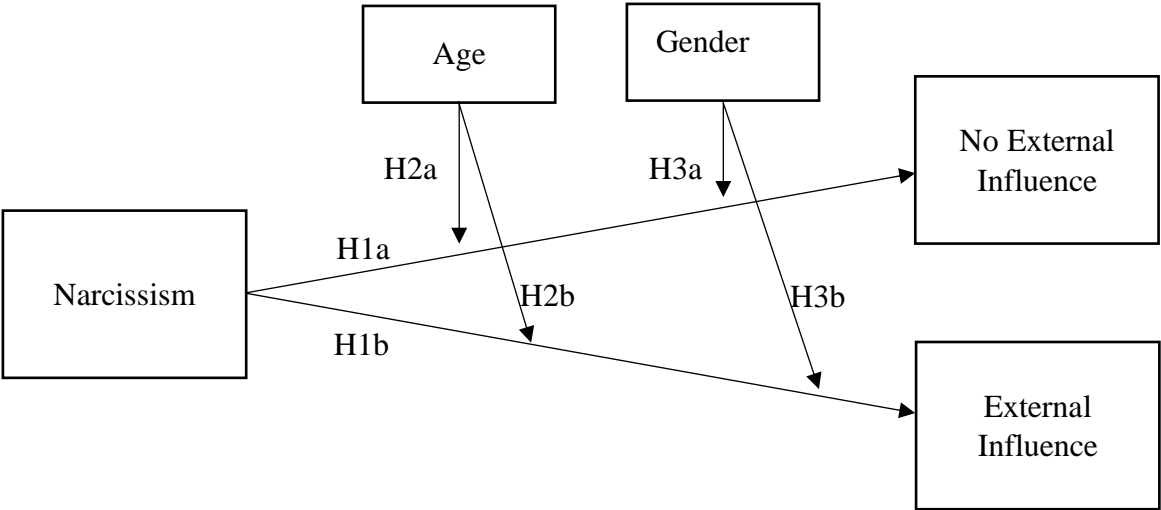 Age
Gender
No External
Influence
H2a
H3a
H1a
Narcissism
H2b
H3b
H1b
External
Influence